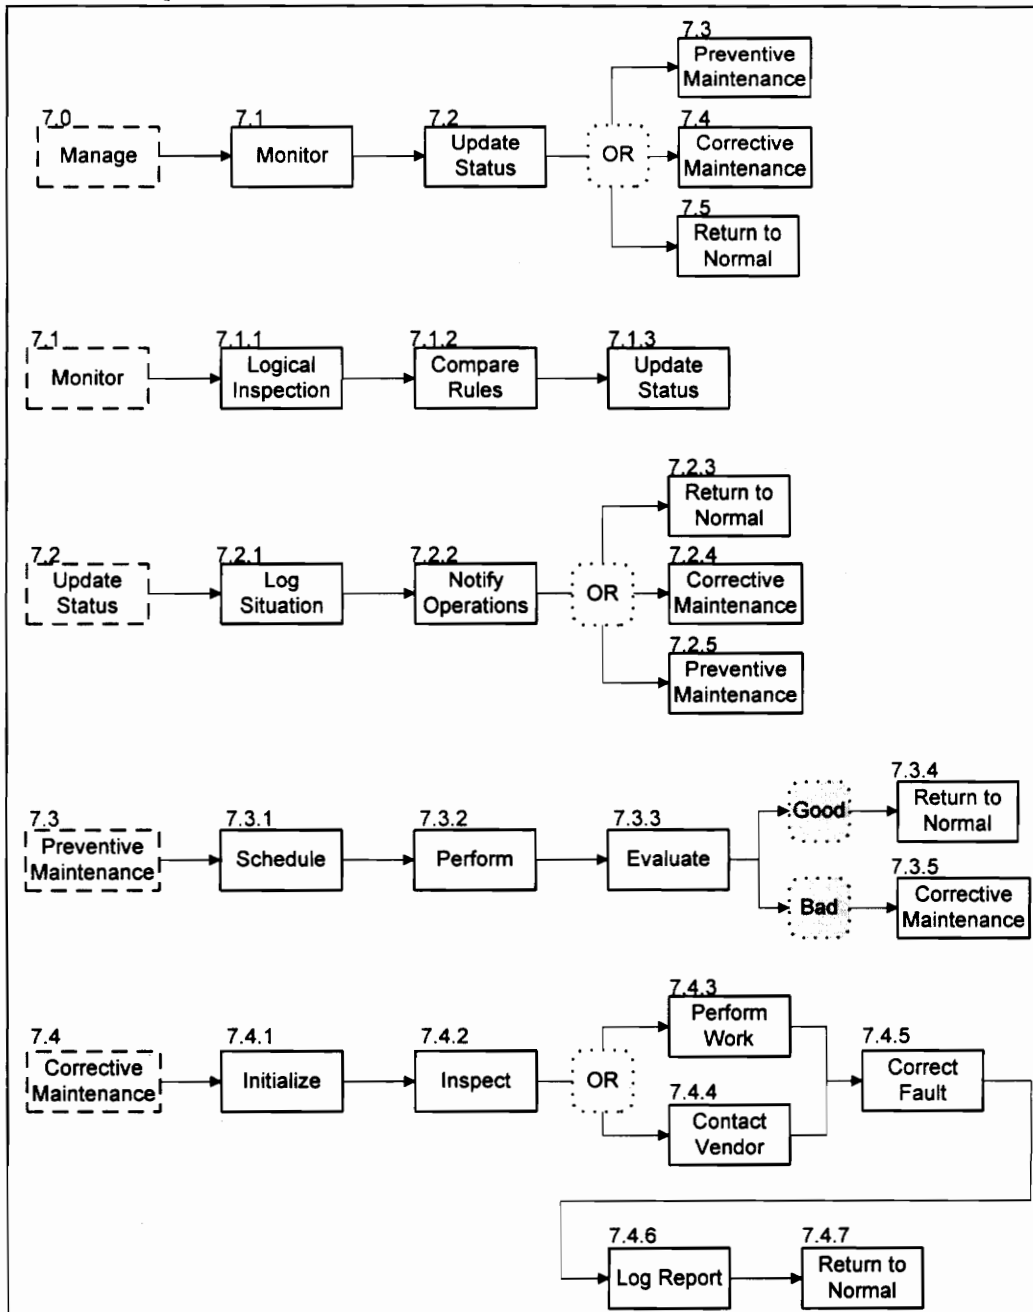 7.0
Manage
7.1
Monitor
7.2
Update
Status
OR
7.3
Preventive
Maintenance
7.4
Corrective
Maintenance
7.5
Return to
Normal
7.1
Monitor
7.1.1
Logical
Inspection
7.1.2
Compare
Rules
7.1.3
Update
Status
7.2
Update
Status
7.2.1
Log
Situation
7.2.2
Notify
Operations
OR
7.2.3
Return to
Normal
7.2.4
Corrective
Maintenance
7.2.5
Preventive
Maintenance
7.3
Preventive
Maintenance
7.3.1
Schedule
7.3.2
Perform
7.3.3
Evaluate
Good
7.3.4
Return to
Normal
Bad
7.3.5
Corrective
Maintenance
7.4
Corrective
Maintenance
7.4.1
Initialize
7.4.2
Inspect
OR
7.4.3
Perform
Work
7.4.4
Contact
Vendor
7.4.5
Correct
Fault
7.4.6
Log Report
7.4.7
Return to
Normal